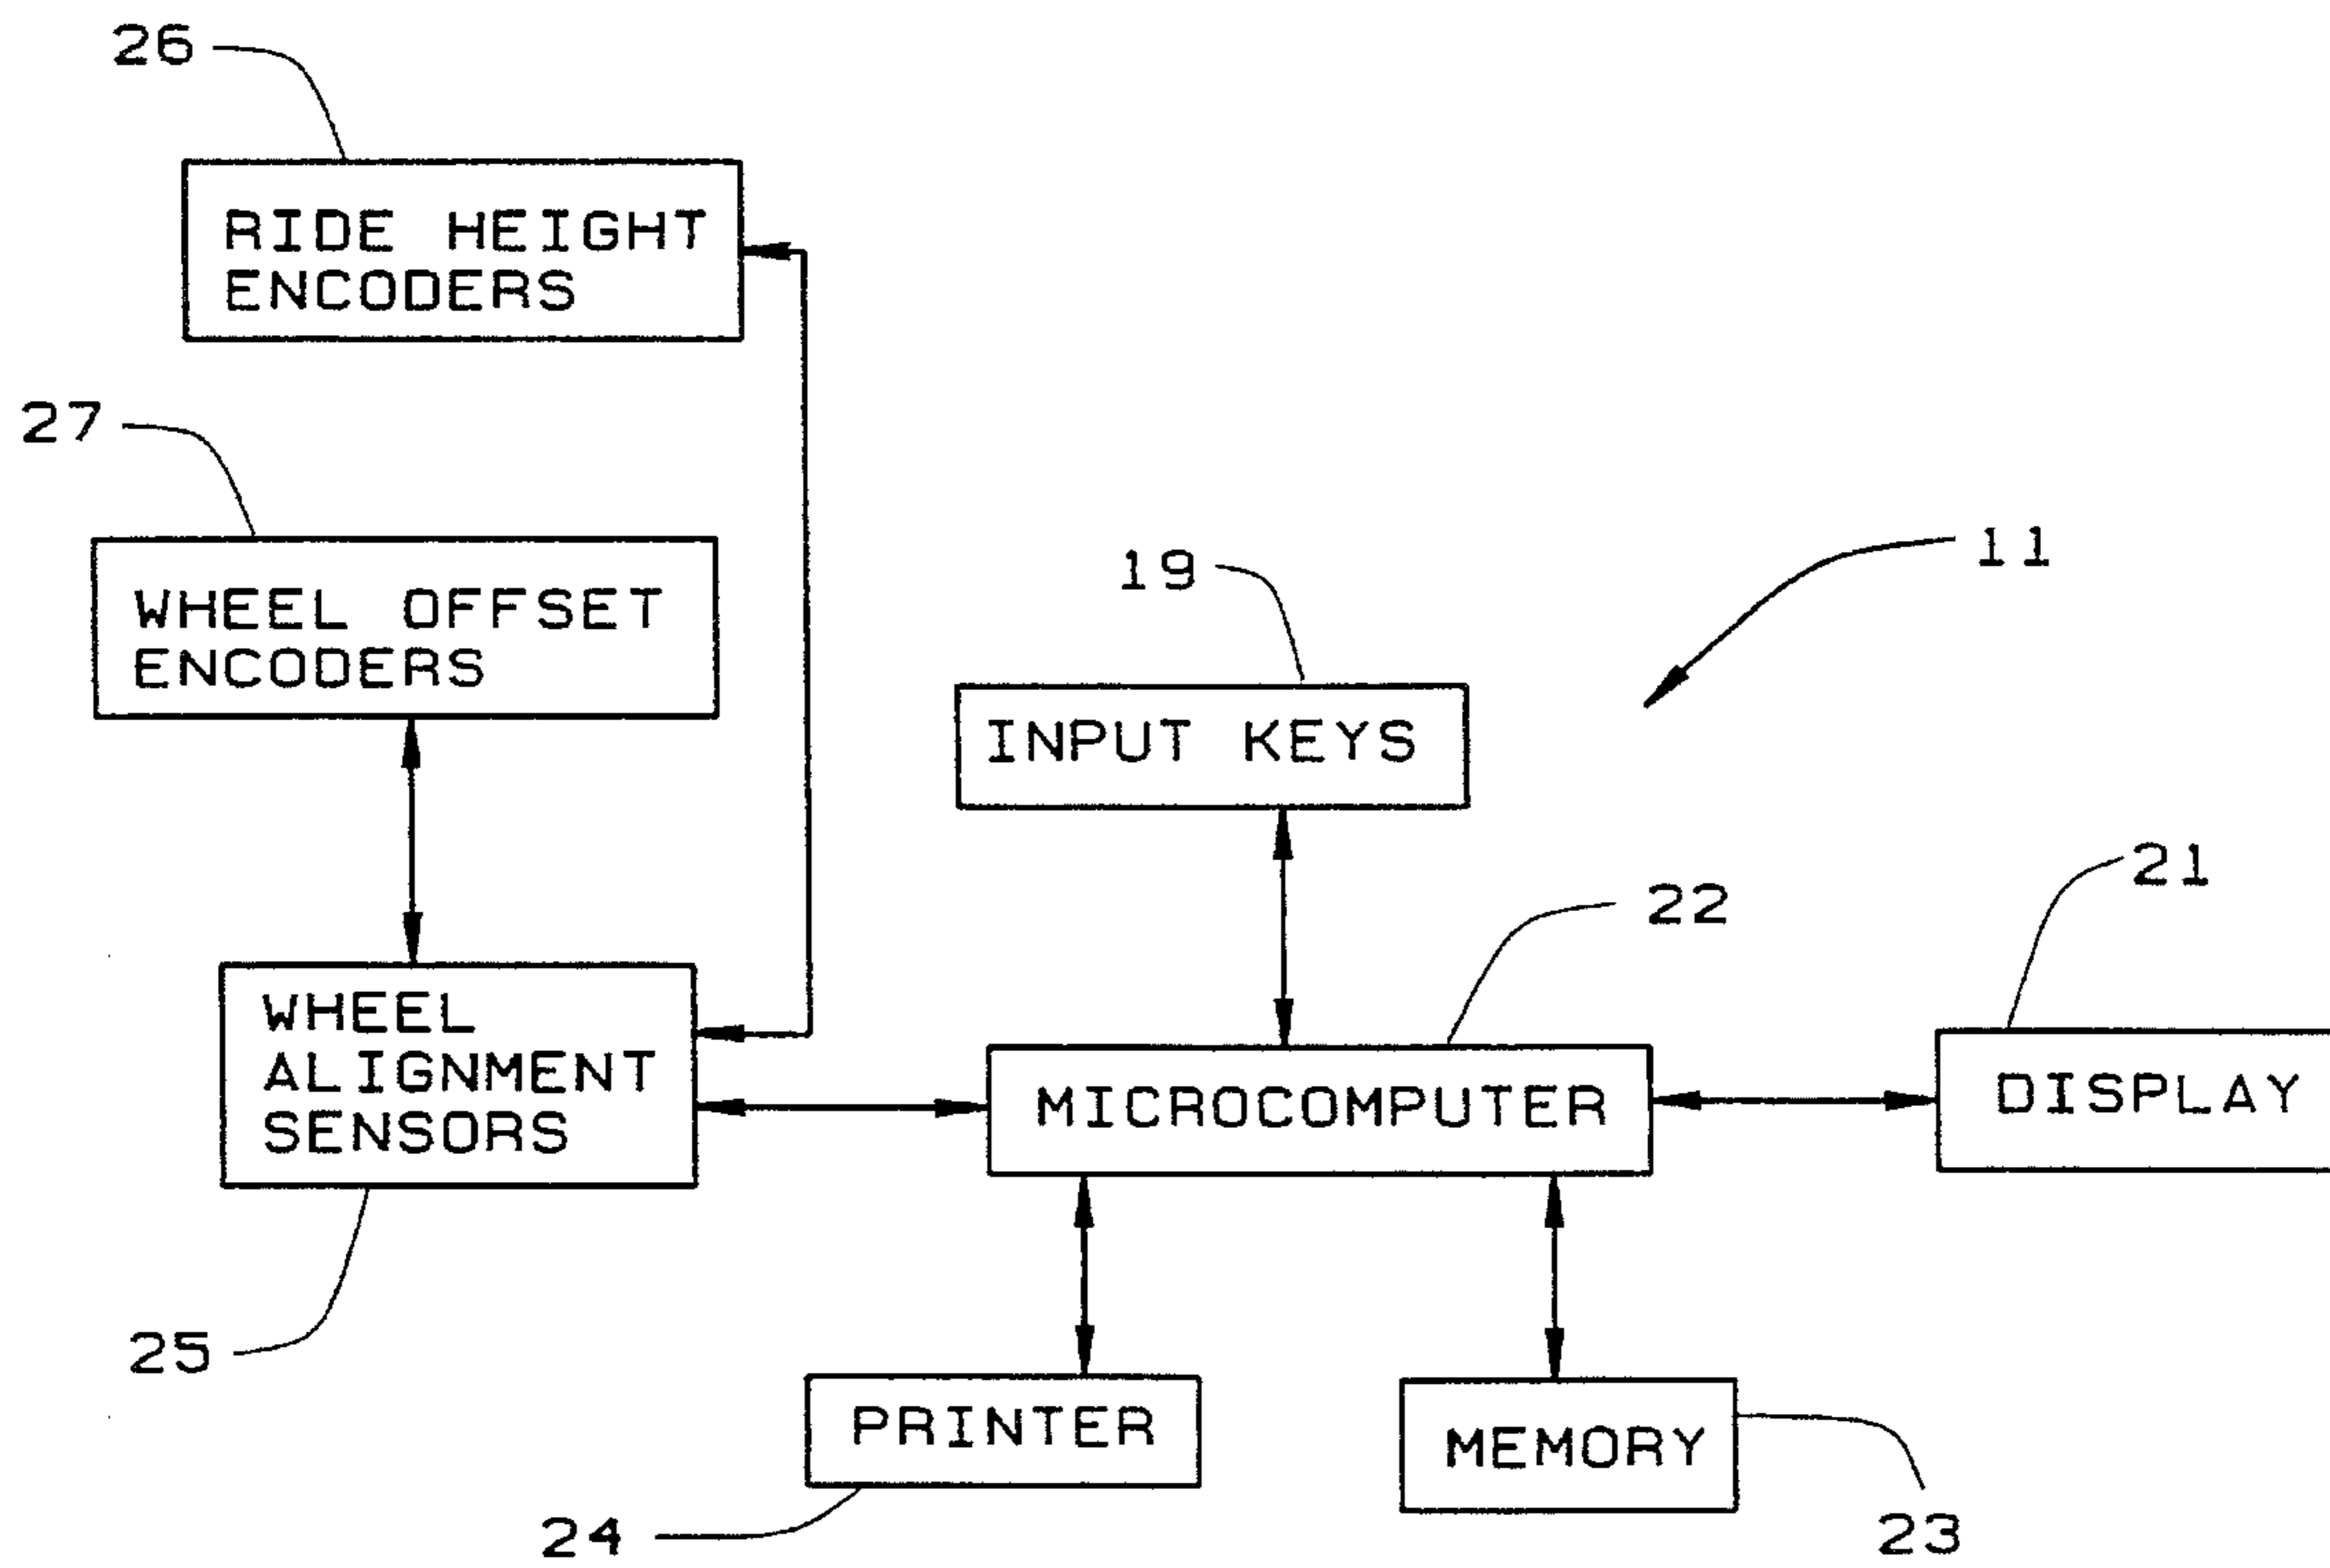 26
RIDE HEIGHT
ENCODERS
27
WHEEL OFFSET
ENCODERS
19
11
INPUT KEYS
22
21
WHEEL
ALIGNMENT
SENSORS
MICROCOMPUTER
DISPLAY
25
PRINTER
MEMORY
24
23